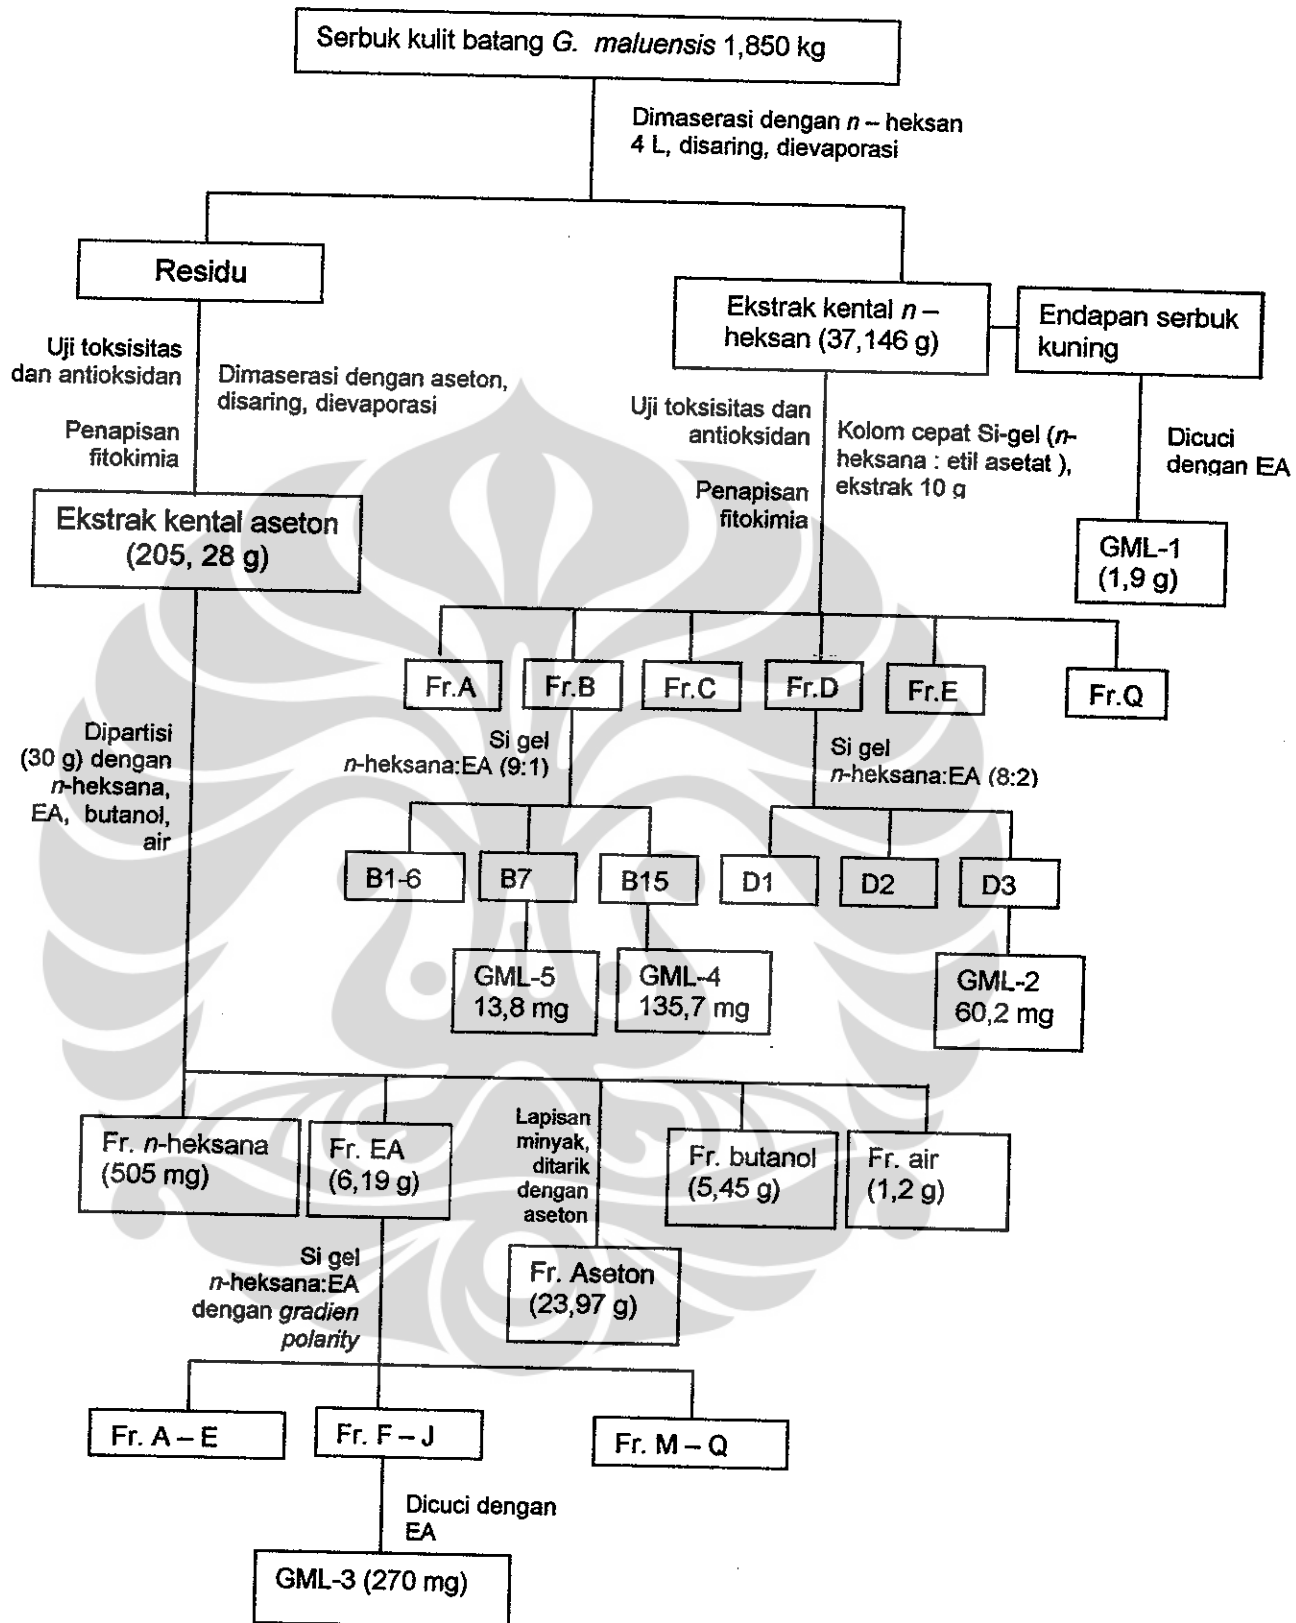 Serbuk kulit batang G. maluensis 1,850 kg
Dimaserasi dengan n – heksan
4 L, disaring, dievaporasi
Residu
Ekstrak kental n –
heksan (37,146 g)
Endapan serbuk
kuning
Uji toksisitas
dan antioksidan
Penapisan
fitokimia
Dimaserasi dengan aseton,
disaring, dievaporasi
Uji toksisitas dan
antioksidan
Penapisan
fitokimia
Kolom cepat Si-gel (n-
heksana : etil asetat ),
ekstrak 10 g
Dicuci
dengan EA
Ekstrak kental aseton
(205, 28 g)
GML-1
(1,9 g)
Fr.A
Fr.B
Fr.C
Fr.D
Fr.E
Fr.Q
Dipartisi
(30 g) dengan
n-heksana,
EA, butanol,
air
Si gel
n-heksana:EA (9:1)
Si gel
n-heksana:EA (8:2)
B1-6
B7
B15
D1
D2
D3
GML-5
13,8 mg
GML-4
135,7 mg
GML-2
60,2 mg
Fr. n-heksana
(505 mg)
Fr. EA
(6,19 g)
Lapisan
minyak,
ditarik
dengan
aseton
Fr. butanol
(5,45 g)
Fr. air
(1,2 g)
Si gel
n-heksana:EA
dengan gradien
polarity
Fr. Aseton
(23,97 g)
Fr. A – E
Fr. F – J
Fr. M – Q
Dicuci dengan
EA
GML-3 (270 mg)